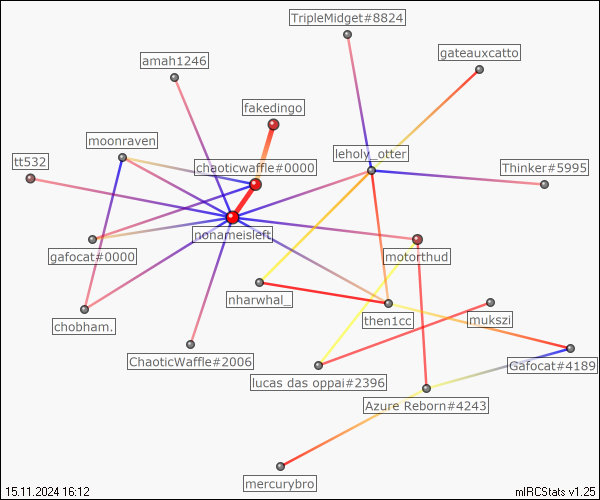 TripleMidget#8824
gateauxcatto
amah1246
fakedingo
moonraven
leholy_otter
tt532
chaoticwaffle#0000
Thinker#5995
nonameisleft
gafocat#0000
motorthud
nharwhal_
then1cc
mukszi
chobham.
ChaoticWaffle#2006
Gafocat#4189
lucas das oppai#2396
Azure Reborn#4243
mercurybro
15.11.2024 16:12
mIRCStats v1.25